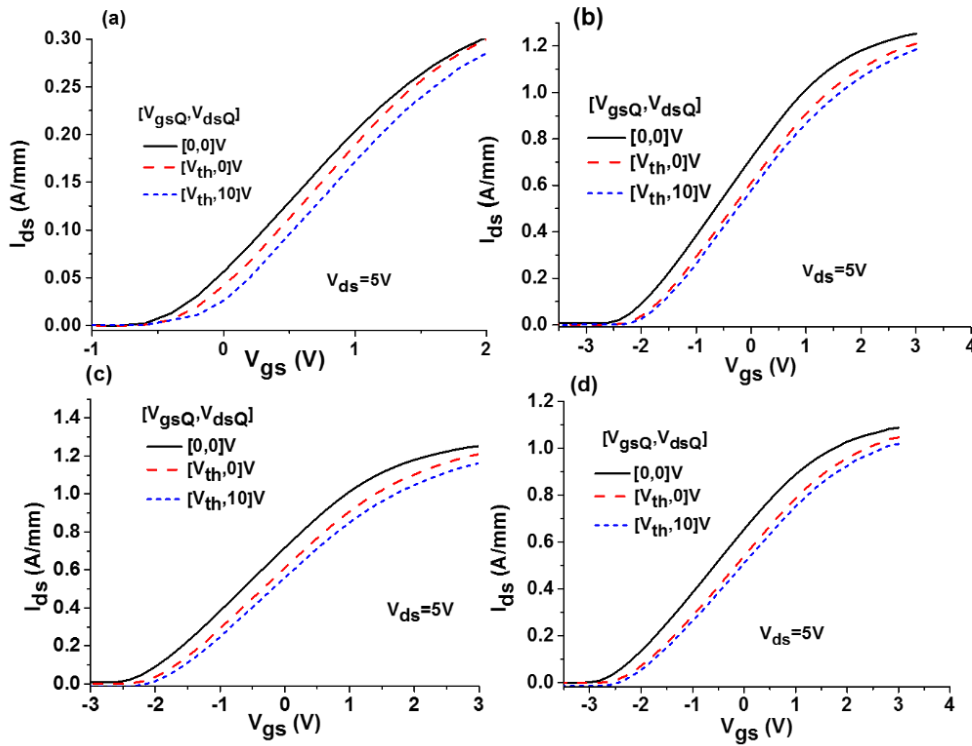 (a)
0.30
0.25
0.20
0.15
0.10
0.05
0.00
Ids (A/mm)
[VgsQ,VdsQ]
[0,0]V
[Vth,0]V
[Vth,10]V
Vds=5V
-1 0 1 2
Vgs (V)
(b)
1.2
1.0
0.8
0.6
0.4
0.2
0.0
Ids (A/mm)
[VgsQ,VdsQ]
[0,0]V
[Vth,0]V
[Vth,10]V
Vds=5V
-3 -2 -1 0 1 2 3 4
Vgs (V)
(c)
1.4
1.2
1.0
0.8
0.6
0.4
0.2
0.0
Ids (A/mm)
[VgsQ,VdsQ]
[0,0]V
[Vth,0]V
[Vth,10]V
Vds=5V
-3 -2 -1 0 1 2 3
Vgs (V)
(d)
1.2
1.0
0.8
0.6
0.4
0.2
0.0
Ids (A/mm)
[VgsQ,VdsQ]
[0,0]V
[Vth,0]V
[Vth,10]V
Vds=5V
-3 -2 -1 0 1 2 3 4
Vgs (V)